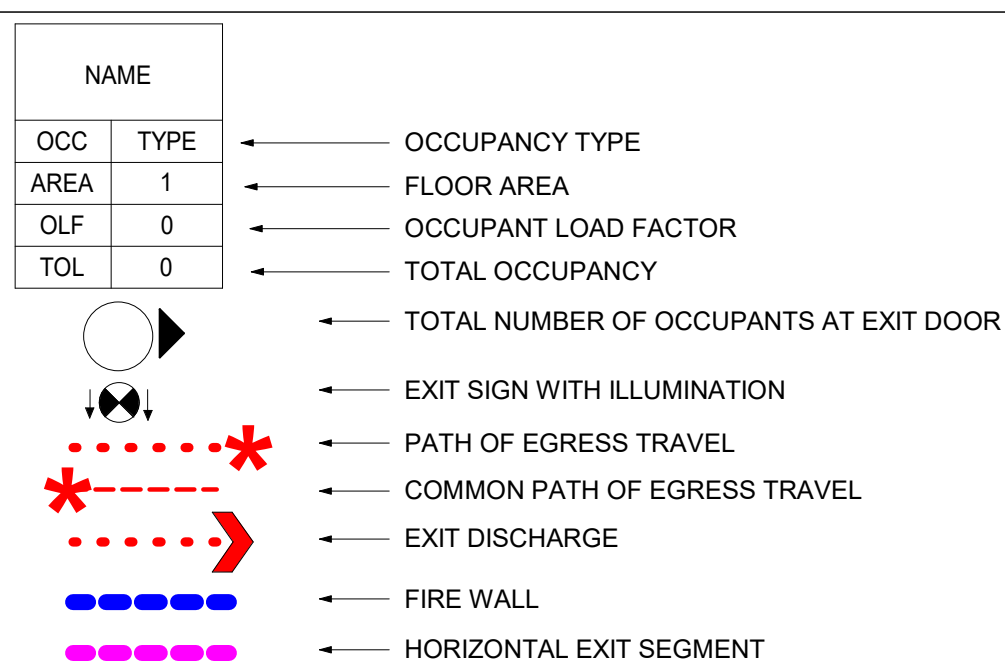 NAME
OCC TYPE OCCUPANCY TYPE
AREA 1 FLOOR AREA
OLF 0 OCCUPANT LOAD FACTOR
TOL 0 TOTAL OCCUPANCY
TOTAL NUMBER OF OCCUPANTS AT EXIT DOOR
EXIT SIGN WITH ILLUMINATION
PATH OF EGRESS TRAVEL
COMMON PATH OF EGRESS TRAVEL
EXIT DISCHARGE
FIRE WALL
HORIZONTAL EXIT SEGMENT